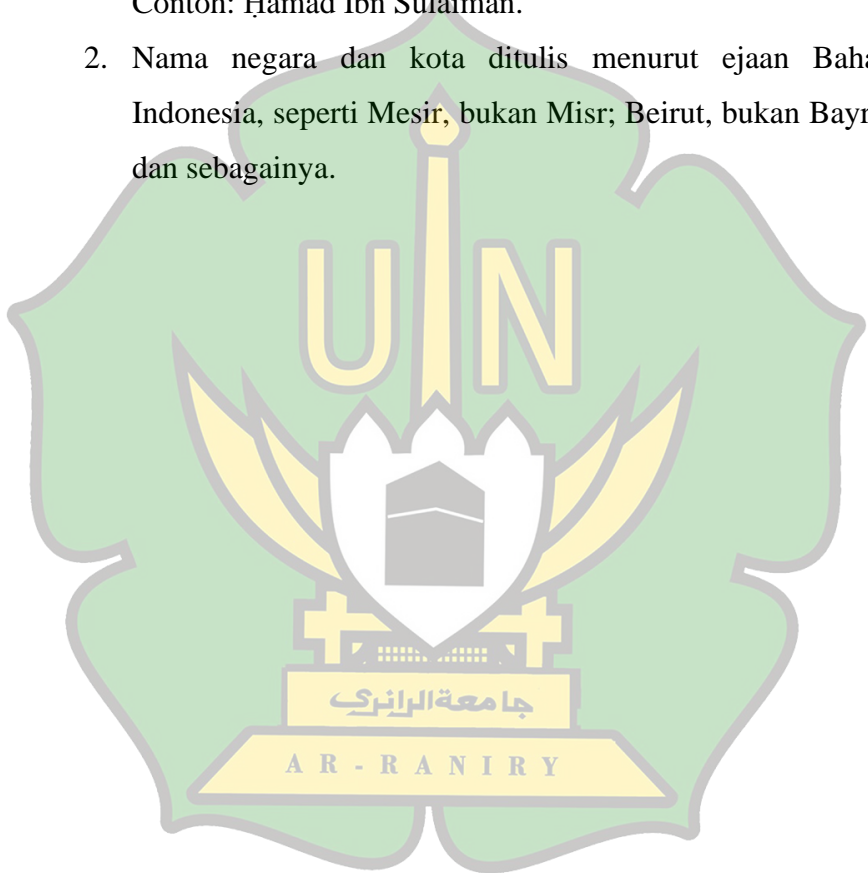 Contoh: Ḥamad Ibn Sulaiman.
2. Nama negara dan kota ditulis menurut ejaan Baha
Indonesia, seperti Mesir, bukan Misr; Beirut, bukan Bayr
dan sebagainya.
UIN
جامعة الرانري
AR-RANIRY